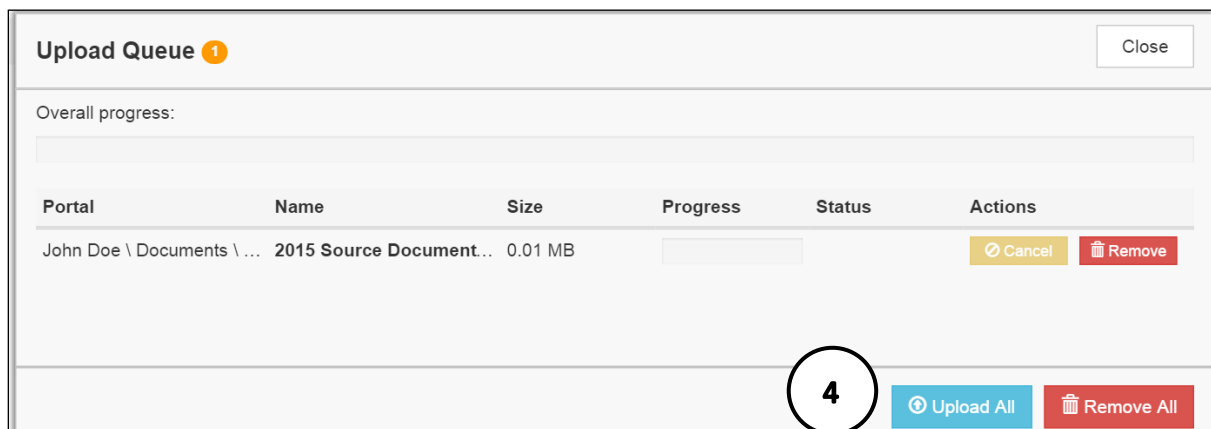 Upload Queue 1
Close
Overall progress:
Portal Name Size Progress Status Actions
John Doe \ Documents \ ... 2015 Source Document... 0.01 MB Cancel Remove
4 Upload All Remove All